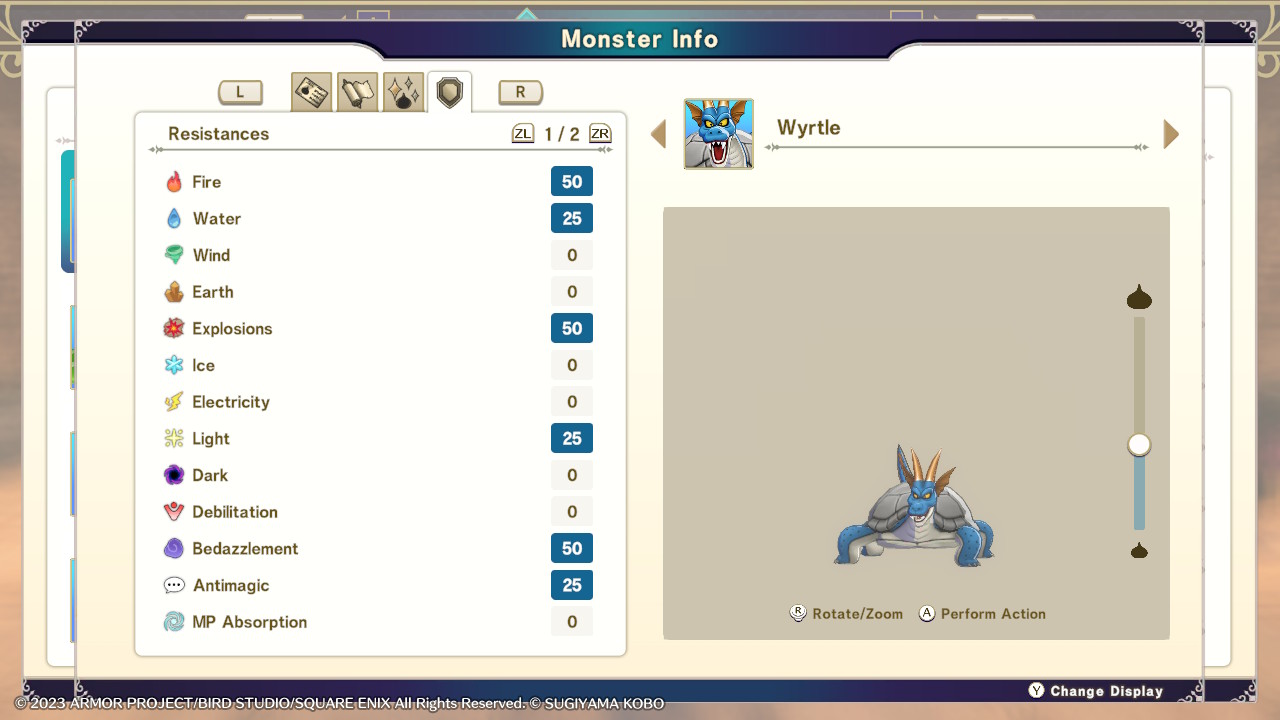 Monster Info
L
R
Resistances
ZL 1 / 2 ZR
Wyrtle
Fire 50
Water 25
Wind 0
Earth 0
Explosions 50
Ice 0
Electricity 0
Light 25
Dark 0
Debilitation 0
Bedazzlement 50
Antimagic 25
MP Absorption 0
R Rotate/Zoom A Perform Action
Y Change Display
© 2023 ARMOR PROJECT/BIRD STUDIO/SQUARE ENIX All Rights Reserved. © SUGIYAMA KOBO